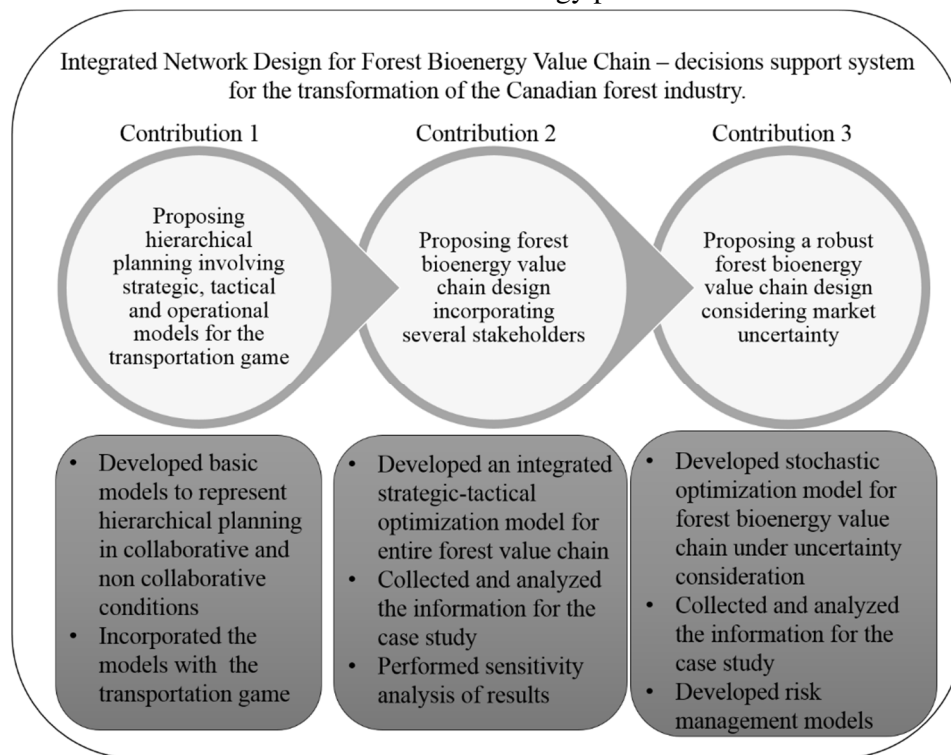 Integrated Network Design for Forest Bioenergy Value Chain – decisions support system
for the transformation of the Canadian forest industry.
Contribution 1
Contribution 2
Contribution 3
Proposing
hierarchical
planning involving
strategic, tactical
and operational
models for the
transportation game
Proposing forest
bioenergy value
chain design
incorporating
several stakeholders
Proposing a robust
forest bioenergy
value chain design
considering market
uncertainty
• Developed basic
models to represent
hierarchical planning
in collaborative and
non collaborative
conditions
• Incorporated the
models with the
transportation game
• Developed an integrated
strategic-tactical
optimization model for
entire forest value chain
• Collected and analyzed
the information for the
case study
• Performed sensitivity
analysis of results
• Developed stochastic
optimization model for
forest bioenergy value
chain under uncertainty
consideration
• Collected and analyzed
the information for the
case study
• Developed risk
management models